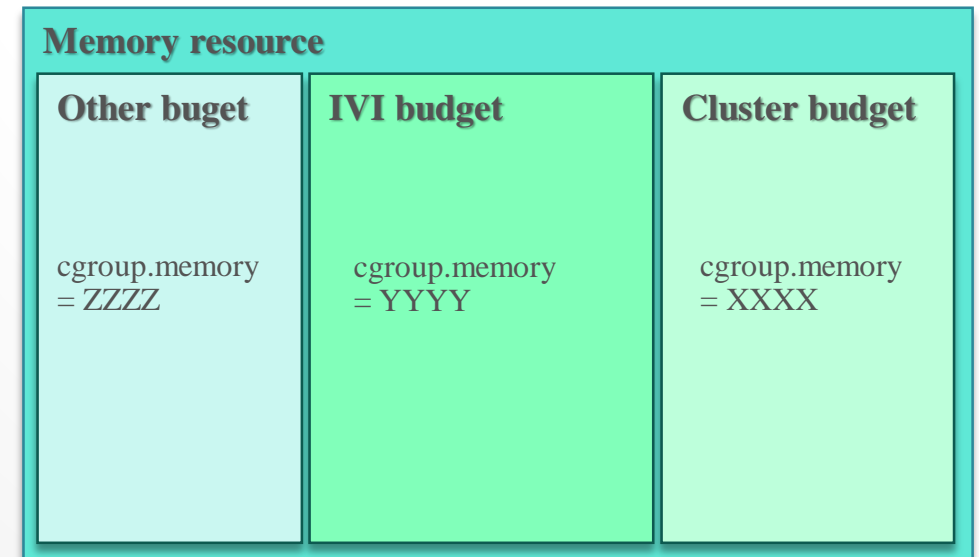 Memory resource
Other buget
cgroup.memory
= ZZZZ
IVI budget
cgroup.memory
= YYYY
Cluster budget
cgroup.memory
= XXXX